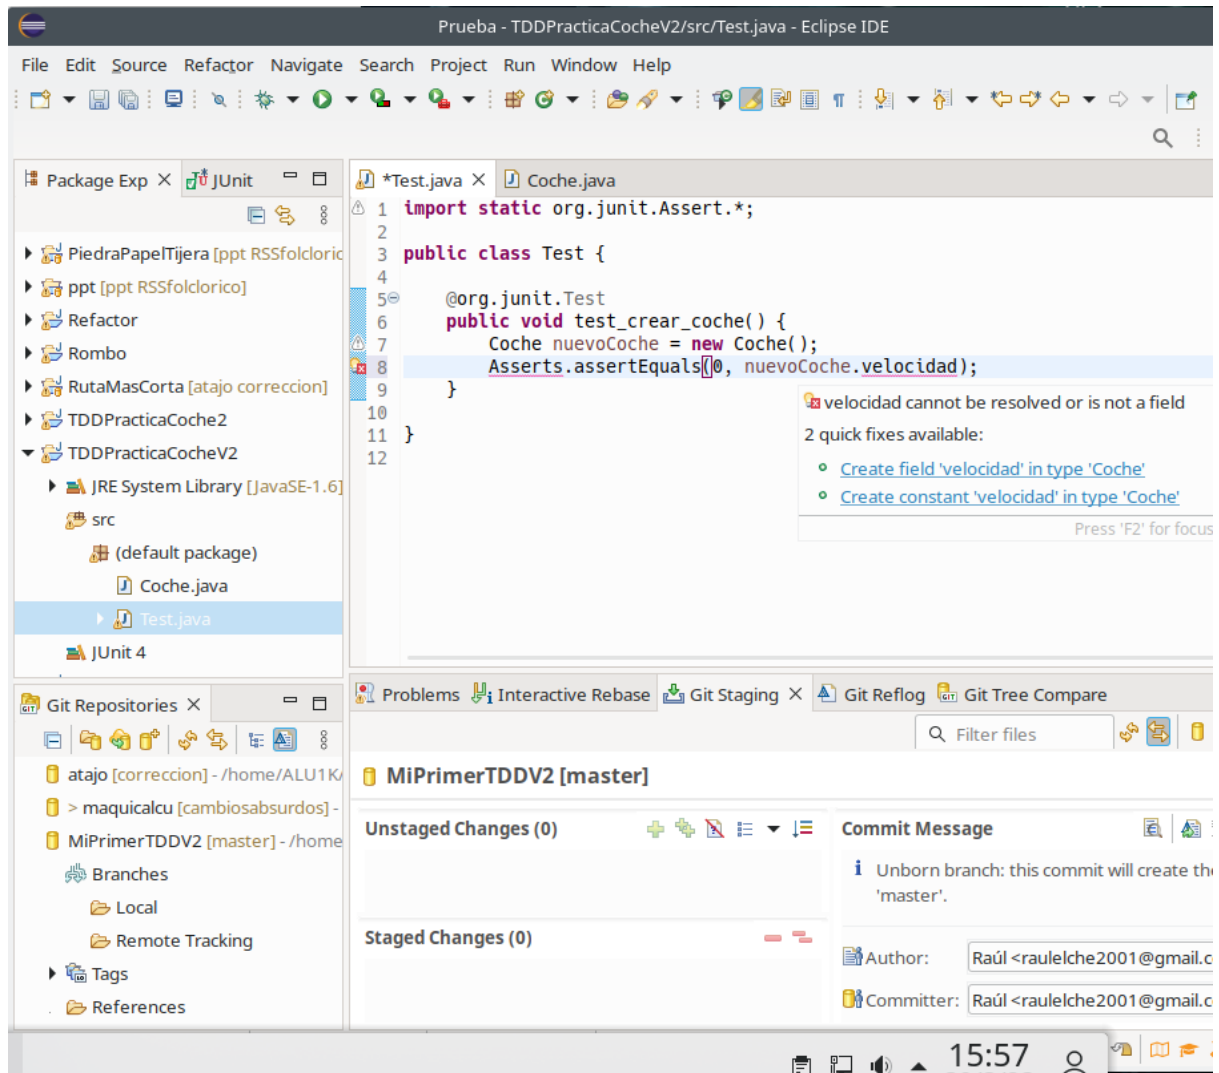 Prueba - TDDPracticaCocheV2/src/Test.java - Eclipse IDE
File Edit Source Refactor Navigate Search Project Run Window Help
Package Exp JUnit
PiedraPapelTijera [ppt RSSfolcloric
ppt [ppt RSSfolclorico]
Refactor
Rombo
RutaMasCorta [atajo correccion]
TDDPracticaCoche2
TDDPracticaCocheV2
JRE System Library [JavaSE-1.6]
src
(default package)
Coche.java
Test.java
JUnit 4
*Test.java Coche.java
1 import static org.junit.Assert.*;
2
3 public class Test {
4
5 @org.junit.Test
6 public void test_crear_coche() {
7 Coche nuevoCoche = new Coche();
8 Asserts.assertEquals(0, nuevoCoche.velocidad);
9 }
10
11 }
12
velocidad cannot be resolved or is not a field
2 quick fixes available:
Create field 'velocidad' in type 'Coche'
Create constant 'velocidad' in type 'Coche'
Press 'F2' for focus
Git Repositories
atajo [correccion] - /home/ALU1K/
> maquicalcu [cambiosabsurdos] -
MiPrimerTDDV2 [master] - /home
Branches
Local
Remote Tracking
Tags
References
Problems Interactive Rebase Git Staging Git Reflog Git Tree Compare
Filter files
MiPrimerTDDV2 [master]
Unstaged Changes (0)
Staged Changes (0)
Commit Message
Unborn branch: this commit will create the
'master'.
Author: Raúl <raulelche2001@gmail.c
Committer: Raúl <raulelche2001@gmail.c
15:57